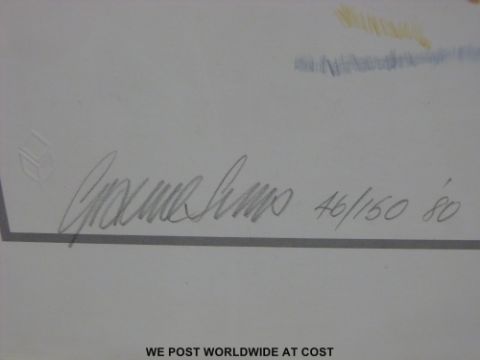 Graeme Sims 46/150 '80
WE POST WORLDWIDE AT COST